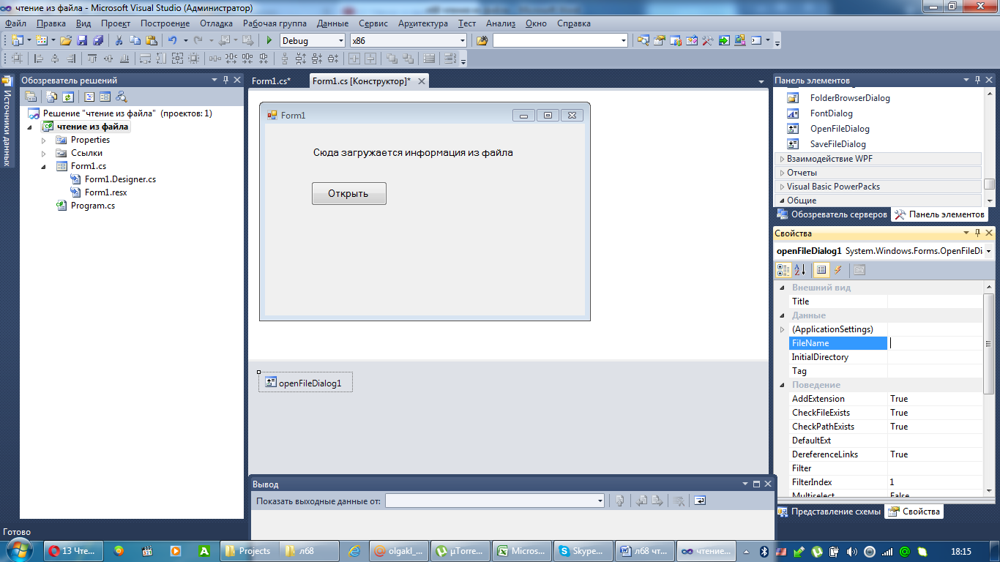 чтение из файла - Microsoft Visual Studio (Администратор)
Файл Правка Вид Проект Построение Отладка Рабочая группа Данные Сервис Архитектура Тест Анализ Окно Справка
Debug x86
Источники данных
Обозреватель решений
Решение "чтение из файла" (проектов: 1)
чтение из файла
Properties
Ссылки
Form1.cs
Form1.Designer.cs
Form1.resx
Program.cs
Form1.cs* Form1.cs [Конструктор]*
Form1
Сюда загружается информация из файла
Открыть
openFileDialog1
Вывод
Показать выходные данные от:
Панель элементов
FolderBrowserDialog
FontDialog
OpenFileDialog
SaveFileDialog
Взаимодействие WPF
Отчеты
Visual Basic PowerPacks
Общие
Обозреватель серверов Панель элементов
Свойства
openFileDialog1 System.Windows.Forms.OpenFileDi
Внешний вид
Title
Данные
(ApplicationSettings)
FileName
InitialDirectory
Tag
Поведение
AddExtension True
CheckFileExists True
CheckPathExists True
DefaultExt
DereferenceLinks True
Filter
FilterIndex 1
Multiselect False
Представление схемы Свойства
Готово
13 Чте... Projects л68 olgakl_... µTorre... Micros... Skype... л68 чт... чтение... 18:15